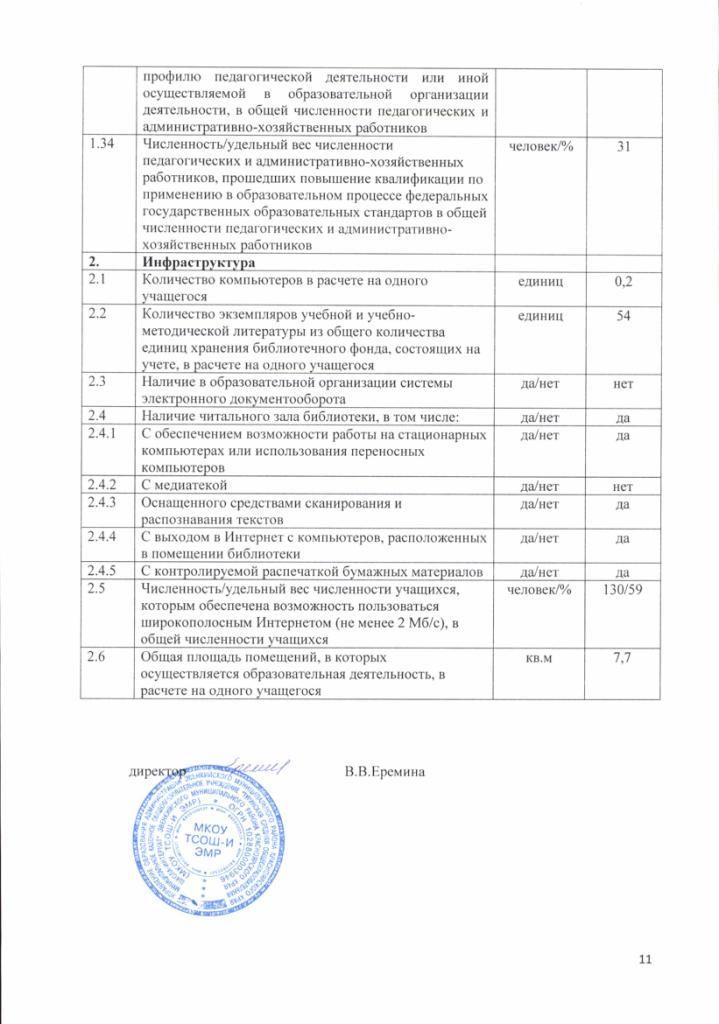 профилю педагогической деятельности или иной
осуществляемой в образовательной организации
деятельности, в общей численности педагогических и
административно-хозяйственных работников
1.34 Численность/удельный вес численности человек/% 31
педагогических и административно-хозяйственных
работников, прошедших повышение квалификации по
применению в образовательном процессе федеральных
государственных образовательных стандартов в общей
численности педагогических и административно-
хозяйственных работников
2. Инфраструктура
2.1 Количество компьютеров в расчете на одного единиц 0,2
учащегося
2.2 Количество экземпляров учебной и учебно- единиц 54
методической литературы из общего количества
единиц хранения библиотечного фонда, состоящих на
учете, в расчете на одного учащегося
2.3 Наличие в образовательной организации системы да/нет нет
электронного документооборота
2.4 Наличие читального зала библиотеки, в том числе: да/нет да
2.4.1 С обеспечением возможности работы на стационарных да/нет да
компьютерах или использования переносных
компьютеров
2.4.2 С медиатекой да/нет нет
2.4.3 Оснащенного средствами сканирования и да/нет да
распознавания текстов
2.4.4 С выходом в Интернет с компьютеров, расположенных да/нет да
в помещении библиотеки
2.4.5 С контролируемой распечаткой бумажных материалов да/нет да
2.5 Численность/удельный вес численности учащихся, человек/% 130/59
которым обеспечена возможность пользоваться
широкополосным Интернетом (не менее 2 Мб/с), в
общей численности учащихся
2.6 Общая площадь помещений, в которых кв.м 7,7
осуществляется образовательная деятельность, в
расчете на одного учащегося
директор В.В.Еремина
МКОУ
ТСОШ-И
ЭМР
11